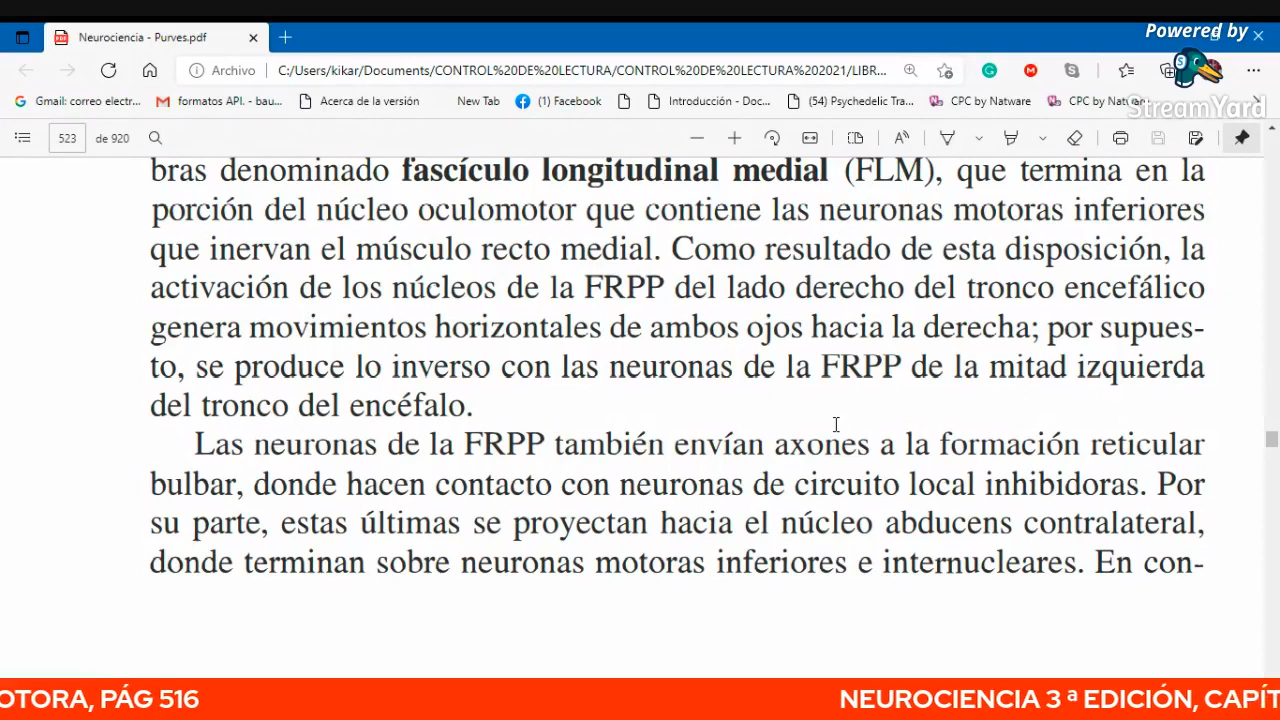 Powered by
Neurociencia - Purves.pdf
Archivo
C:/Users/kikar/Documents/CONTROL%20DE%20LECTURA/CONTROL%20DE%20LECTURA%202021/LIBR...
StreamYard
Gmail: correo electr...
formatos API. - bau...
Acerca de la versión
New Tab
(1) Facebook
Introducción - Doc...
(54) Psychedelic Tra...
CPC by Natware
CPC by Natware
523 de 920
bras denominado fascículo longitudinal medial (FLM), que termina en la
porción del núcleo oculomotor que contiene las neuronas motoras inferiores
que inervan el músculo recto medial. Como resultado de esta disposición, la
activación de los núcleos de la FRPP del lado derecho del tronco encefálico
genera movimientos horizontales de ambos ojos hacia la derecha; por supues-
to, se produce lo inverso con las neuronas de la FRPP de la mitad izquierda
del tronco del encéfalo.
Las neuronas de la FRPP también envían axones a la formación reticular
bulbar, donde hacen contacto con neuronas de circuito local inhibidoras. Por
su parte, estas últimas se proyectan hacia el núcleo abducens contralateral,
donde terminan sobre neuronas motoras inferiores e internucleares. En con-
OTORA, PÁG 516
NEUROCIENCIA 3 ª EDICIÓN, CAPÍT